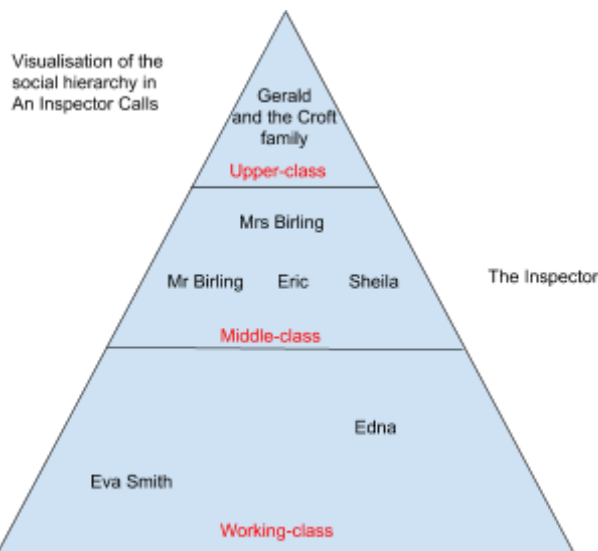 Visualisation of the
social hierarchy in
An Inspector Calls
Gerald
and the Croft
family
Upper-class
Mrs Birling
Mr Birling Eric Sheila
The Inspector
Middle-class
Edna
Eva Smith
Working-class